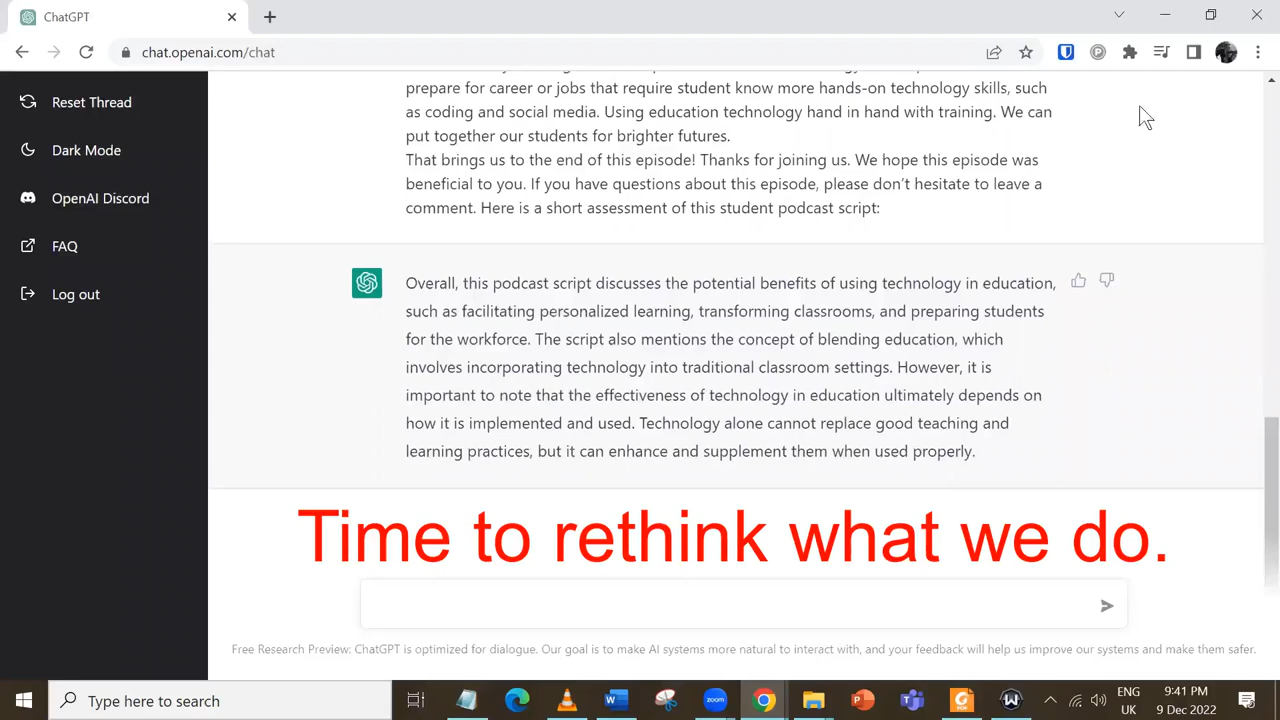 ChatGPT
chat.openai.com/chat
Reset Thread
Dark Mode
OpenAI Discord
FAQ
Log out
prepare for career or jobs that require student know more hands-on technology skills, such
as coding and social media. Using education technology hand in hand with training. We can
put together our students for brighter futures.
That brings us to the end of this episode! Thanks for joining us. We hope this episode was
beneficial to you. If you have questions about this episode, please don’t hesitate to leave a
comment. Here is a short assessment of this student podcast script:
Overall, this podcast script discusses the potential benefits of using technology in education,
such as facilitating personalized learning, transforming classrooms, and preparing students
for the workforce. The script also mentions the concept of blending education, which
involves incorporating technology into traditional classroom settings. However, it is
important to note that the effectiveness of technology in education ultimately depends on
how it is implemented and used. Technology alone cannot replace good teaching and
learning practices, but it can enhance and supplement them when used properly.
Time to rethink what we do.
Free Research Preview: ChatGPT is optimized for dialogue. Our goal is to make AI systems more natural to interact with, and your feedback will help us improve our systems and make them safer.
Type here to search
zoom
ENG
UK
9:41 PM
9 Dec 2022